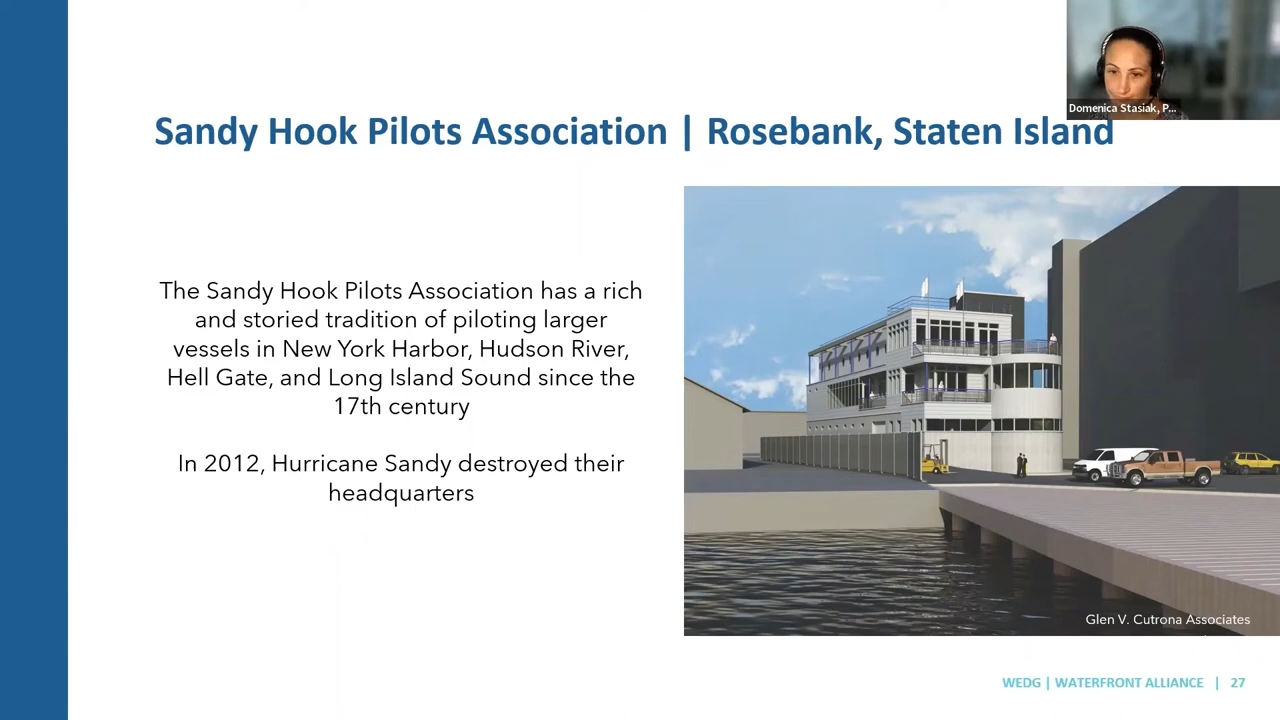 Domenica Stasiak, P...
Sandy Hook Pilots Association | Rosebank, Staten Island
The Sandy Hook Pilots Association has a rich
and storied tradition of piloting larger
vessels in New York Harbor, Hudson River,
Hell Gate, and Long Island Sound since the
17th century
In 2012, Hurricane Sandy destroyed their
headquarters
Glen V. Cutrona Associates
WEDG | WATERFRONT ALLIANCE | 27